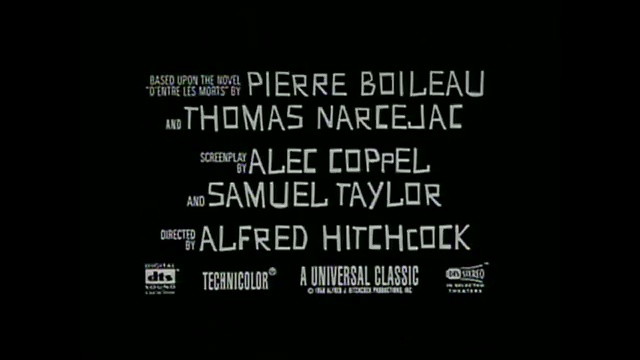 BASED UPON THE NOVEL
"D'ENTRE LES MORTS" BY PIERRE BOILEAU
AND THOMAS NARCEJAC
SCREENPLAY BY ALEC COPPEL
AND SAMUEL TAYLOR
DIRECTED BY ALFRED HITCHCOCK
DIGITAL
dts
SOUND
TECHNICOLOR®
A UNIVERSAL CLASSIC
© 1958 ALFRED J. HITCHCOCK PRODUCTIONS, INC.
dts STEREO
IN SELECTED
THEATERS